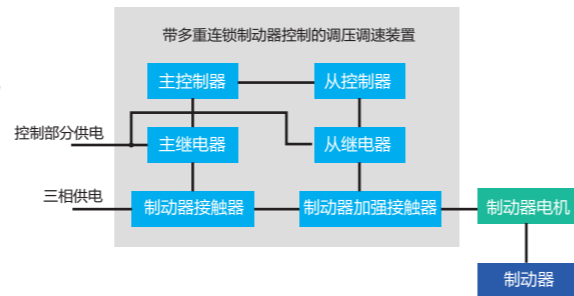 带多重连锁制动器控制的调压调速装置
主控制器
从控制器
控制部分供电
主继电器
从继电器
三相供电
制动器接触器
制动器加强接触器
制动器电机
制动器